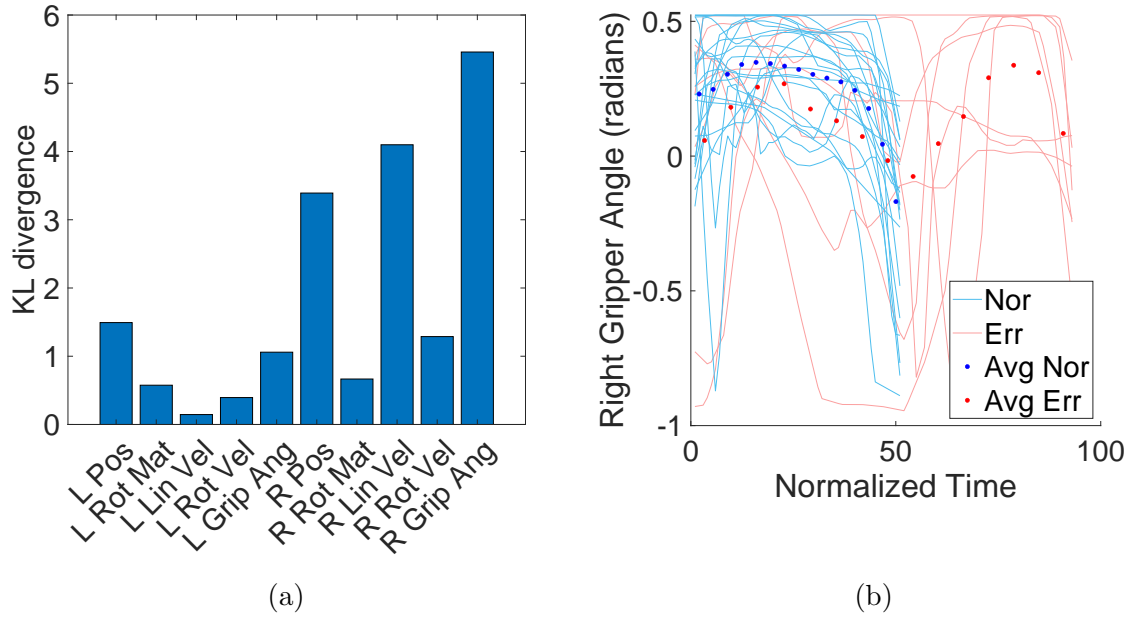 6
5
4
3
2
1
0
KL divergence
L Pos
L Rot Mat
L Lin Vel
L Rot Vel
L Grip Ang
R Pos
R Rot Mat
R Lin Vel
R Rot Vel
R Grip Ang
(a)
0.5
0
-0.5
-1
Right Gripper Angle (radians)
0
50
100
Normalized Time
Nor
Err
Avg Nor
Avg Err
(b)